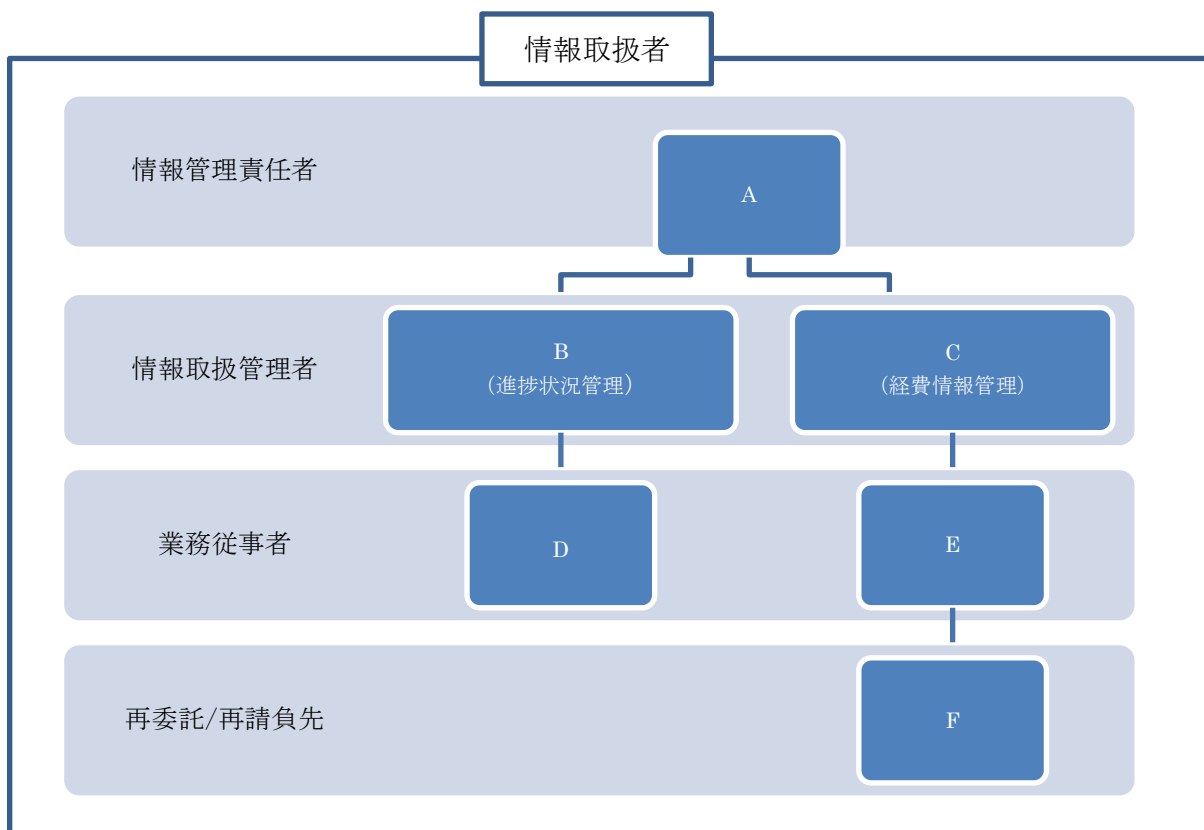 情報取扱者
情報管理責任者
A
情報取扱管理者
B
（進捗状況管理）
C
（経費情報管理）
業務従事者
D
E
再委託/再請負先
F